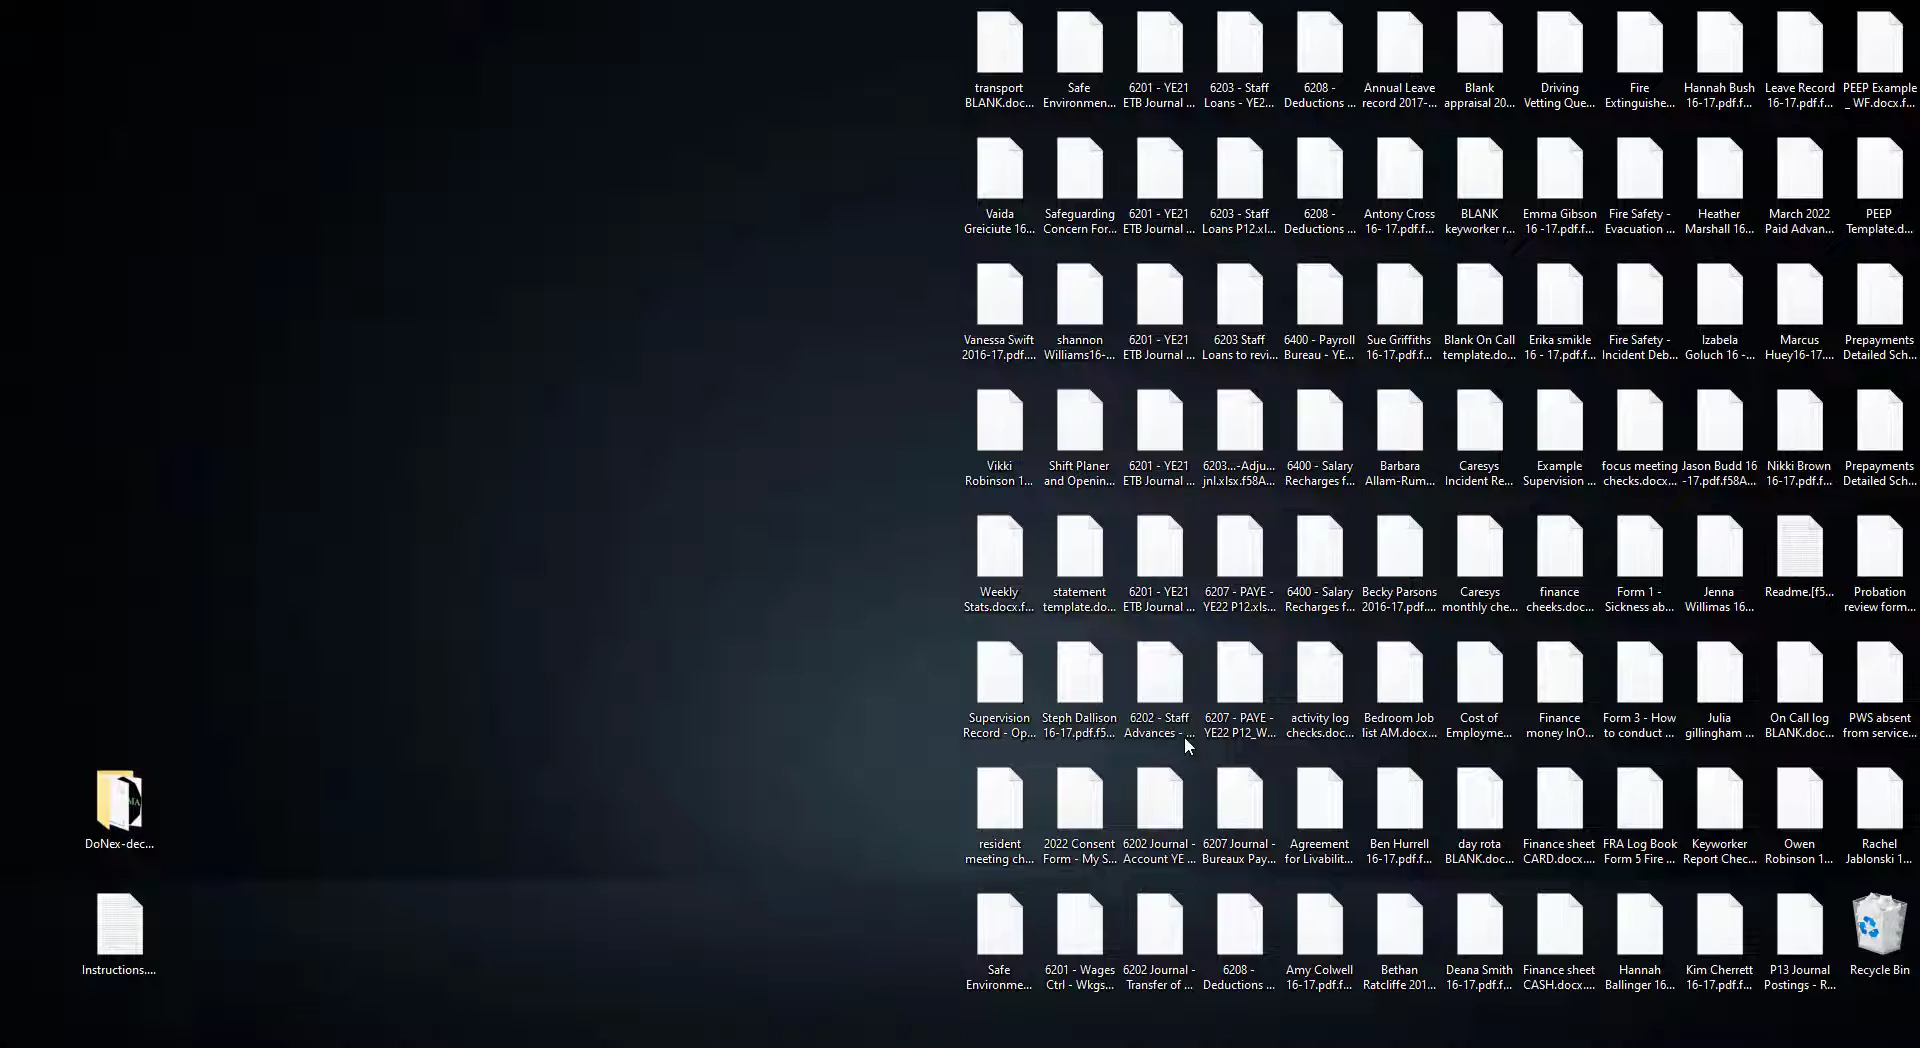 transport
BLANK.doc...
Safe
Environmen...
6201 - YE21
ETB Journal ...
6203 - Staff
Loans - YE2...
6208 -
Deductions ...
Annual Leave
record 2017-...
Blank
appraisal 20...
Driving
Vetting Que...
Fire
Extinguishe...
Hannah Bush
16-17.pdf.f...
Leave Record
16-17.pdf.f...
PEEP Example
_ WF.docx.f...
Vaida
Greiciute 16...
Safeguarding
Concern For...
6201 - YE21
ETB Journal ...
6203 - Staff
Loans P12.xl...
6208 -
Deductions ...
Antony Cross
16- 17.pdf.f...
BLANK
keyworker r...
Emma Gibson
16 -17.pdf.f...
Fire Safety -
Evacuation ...
Heather
Marshall 16...
March 2022
Paid Advan...
PEEP
Template.d...
Vanessa Swift
2016-17.pdf....
shannon
Williams16-...
6201 - YE21
ETB Journal ...
6203 Staff
Loans to revi...
6400 - Payroll
Bureau - YE...
Sue Griffiths
16-17.pdf.f...
Blank On Call
template.do...
Erika smikle
16 - 17.pdf.f...
Fire Safety -
Incident Deb...
Izabela
Goluch 16 -...
Marcus
Huey16-17....
Prepayments
Detailed Sch...
Vikki
Robinson 1...
Shift Planer
and Openin...
6201 - YE21
ETB Journal ...
6203...-Adju...
jnl.xlsx.f58A...
6400 - Salary
Recharges f...
Barbara
Allam-Rum...
Caresys
Incident Re...
Example
Supervision ...
focus meeting
checks.docx...
Jason Budd 16
-17.pdf.f58A...
Nikki Brown
16-17.pdf.f...
Prepayments
Detailed Sch...
Weekly
Stats.docx.f...
statement
template.do...
6201 - YE21
ETB Journal ...
6207 - PAYE -
YE22 P12.xls...
6400 - Salary
Recharges f...
Becky Parsons
2016-17.pdf....
Caresys
monthly che...
finance
cheeks.doc...
Form 1 -
Sickness ab...
Jenna
Willimas 16...
Readme.[f5...
Probation
review form...
Supervision
Record - Op...
Steph Dallison
16-17.pdf.f5...
6202 - Staff
Advances - ...
6207 - PAYE -
YE22 P12_W...
activity log
checks.doc...
Bedroom Job
list AM.docx...
Cost of
Employme...
Finance
money InO...
Form 3 - How
to conduct ...
Julia
gillingham ...
On Call log
BLANK.doc...
PWS absent
from service...
DoNex-dec...
resident
meeting ch...
2022 Consent
Form - My S...
6202 Journal -
Account YE ...
6207 Journal -
Bureaux Pay...
Agreement
for Livabilit...
Ben Hurrell
16-17.pdf.f...
day rota
BLANK.doc...
Finance sheet
CARD.docx....
FRA Log Book
Form 5 Fire ...
Keyworker
Report Chec...
Owen
Robinson 1...
Rachel
Jablonski 1...
Instructions....
Safe
Environme...
6201 - Wages
Ctrl - Wkgs...
6202 Journal -
Transfer of ...
6208 -
Deductions ...
Amy Colwell
16-17.pdf.f...
Bethan
Ratcliffe 201...
Deana Smith
16-17.pdf.f...
Finance sheet
CASH.docx....
Hannah
Ballinger 16...
Kim Cherrett
16-17.pdf.f...
P13 Journal
Postings - R...
Recycle Bin